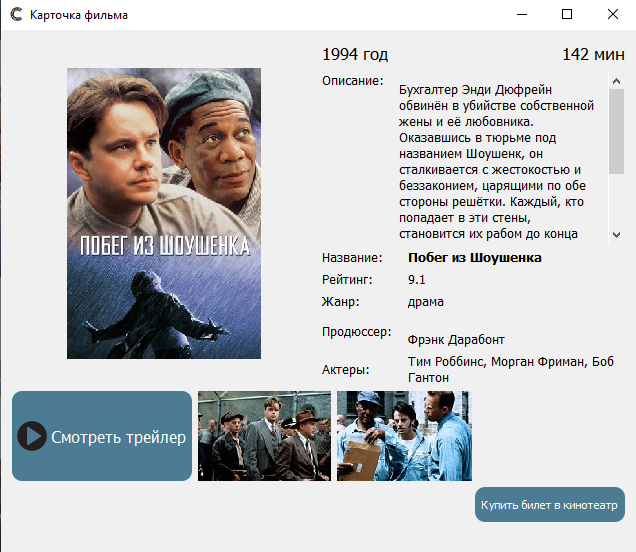 Карточка фильма
1994 год
142 мин
Описание:
Бухгалтер Энди Дюфрейн
обвинён в убийстве собственной
жены и её любовника.
Оказавшись в тюрьме под
названием Шоушенк, он
сталкивается с жестокостью и
беззаконием, царящими по обе
стороны решётки. Каждый, кто
попадает в эти стены,
становится их рабом до конца
ПОБЕГ ИЗ ШОУШЕНКА
Название:
Побег из Шоушенка
Рейтинг:
9.1
Жанр:
драма
Продюссер:
Фрэнк Дарабонт
Актеры:
Тим Роббинс, Морган Фриман, Боб
Гантон
Смотреть трейлер
Купить билет в кинотеатр